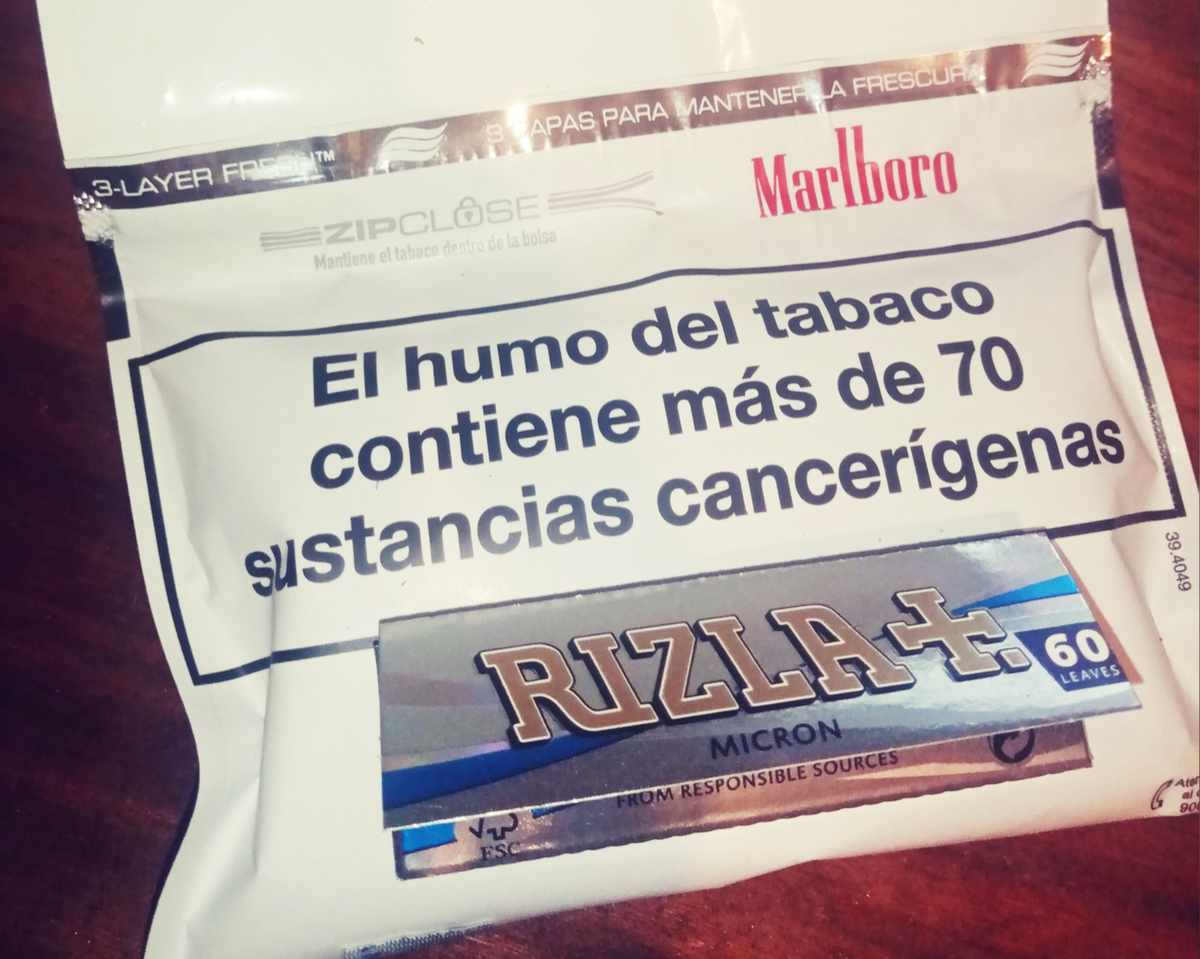 3-LAYER FRESH™
3 CAPAS PARA MANTENER LA FRESCURA
ZIPCLOSE
Mantiene el tabaco dentro de la bolsa
Marlboro
El humo del tabaco
contiene más de 70
sustancias cancerígenas
39.4049
RIZLA+.
60
LEAVES
MICRON
FROM RESPONSIBLE SOURCES
FSC
al